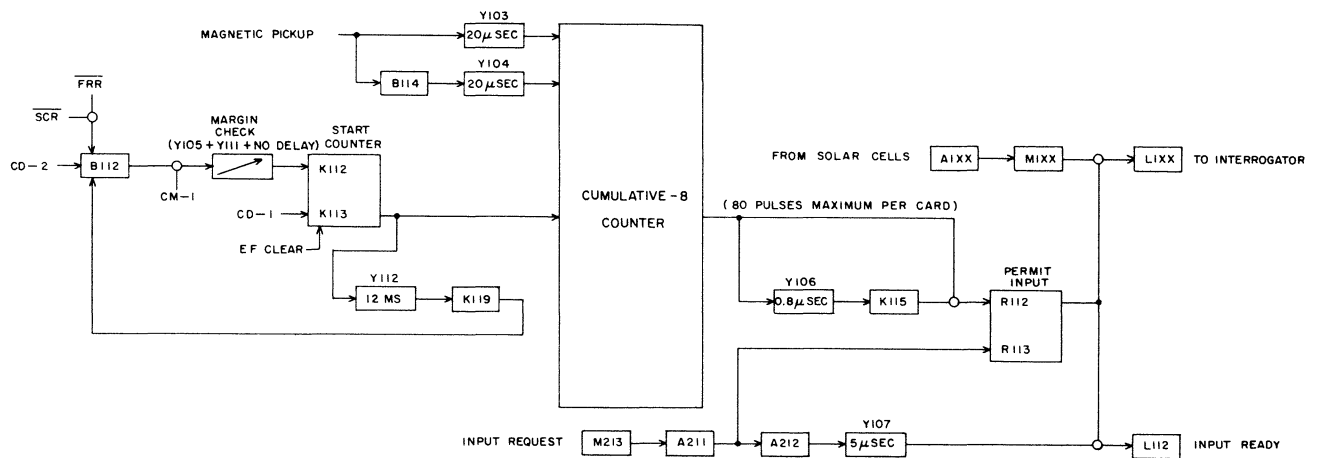 Y103
MAGNETIC PICKUP
20μSEC
Y104
B114
20μSEC
FRR
SCR
MARGIN
CHECK
(Y105 + Y111 + NO DELAY)
START
COUNTER
CD-2
B112
K112
CM-1
CD-1
K113
EF CLEAR
Y112
12 MS
K119
CUMULATIVE-8
COUNTER
FROM SOLAR CELLS
A1XX
M1XX
L1XX
TO INTERROGATOR
(80 PULSES MAXIMUM PER CARD)
Y106
0.8μSEC
K115
PERMIT
INPUT
R112
R113
INPUT REQUEST
M213
A211
A212
Y107
5μSEC
L112
INPUT READY